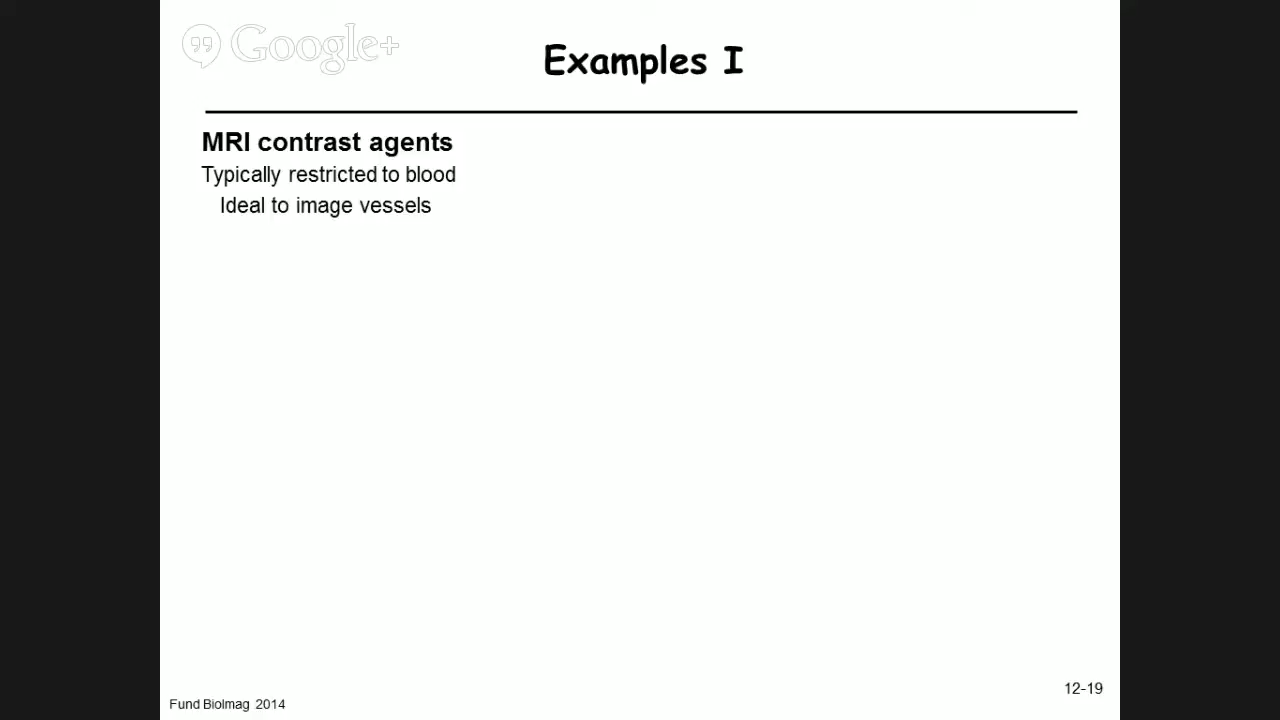 Google+
Examples I
MRI contrast agents
Typically restricted to blood
Ideal to image vessels
12-19
Fund BioImag 2014